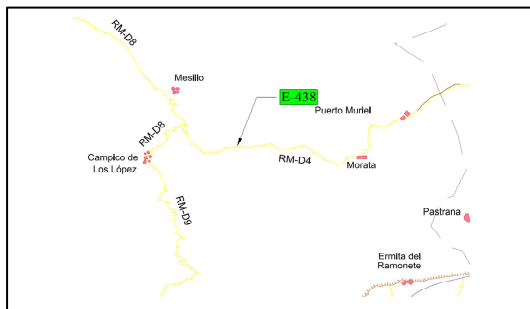 RM-D8
Mesillo
E-438
Puerto Muriel
RM-D8
Campico de
Los López
RM-D4
Morata
RM-D9
Pastrana
Ermita del
Ramonete